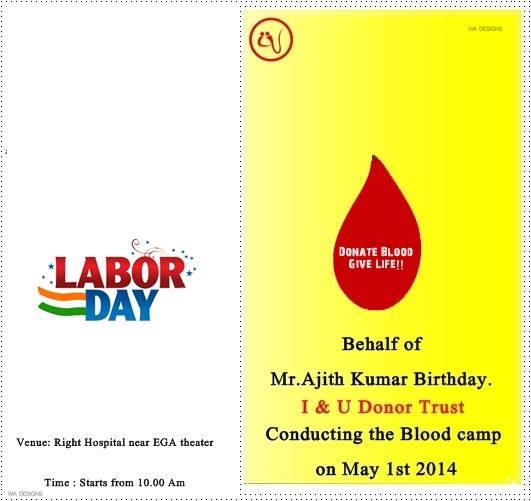 LABOR
DAY
Venue: Right Hospital near EGA theater
Time : Starts from 10.00 Am
WA DESIGNS
WA DESIGNS
DONATE BLOOD
GIVE LIFE!!
Behalf of
Mr.Ajith Kumar Birthday.
I & U Donor Trust
Conducting the Blood camp
on May 1st 2014